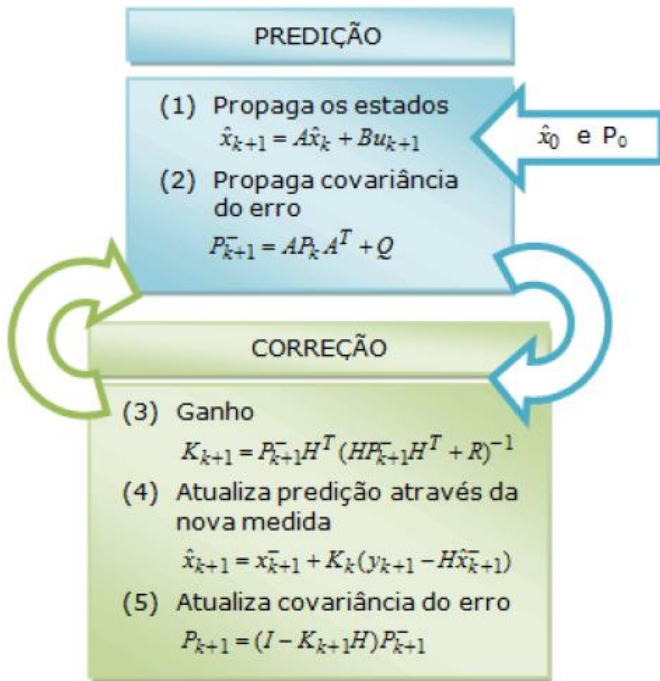 PREDIÇÃO
(1) Propaga os estados
x̂ₖ₊₁ = Ax̂ₖ + Buₖ₊₁
(2) Propaga covariância
do erro
P⁻ₖ₊₁ = APₖAᵀ + Q
x̂₀ e P₀
CORREÇÃO
(3) Ganho
Kₖ₊₁ = P⁻ₖ₊₁Hᵀ(HP⁻ₖ₊₁Hᵀ + R)⁻¹
(4) Atualiza predição através da
nova medida
x̂ₖ₊₁ = x⁻ₖ₊₁ + Kₖ(yₖ₊₁ − Hx̂⁻ₖ₊₁)
(5) Atualiza covariância do erro
Pₖ₊₁ = (I − Kₖ₊₁H)P⁻ₖ₊₁